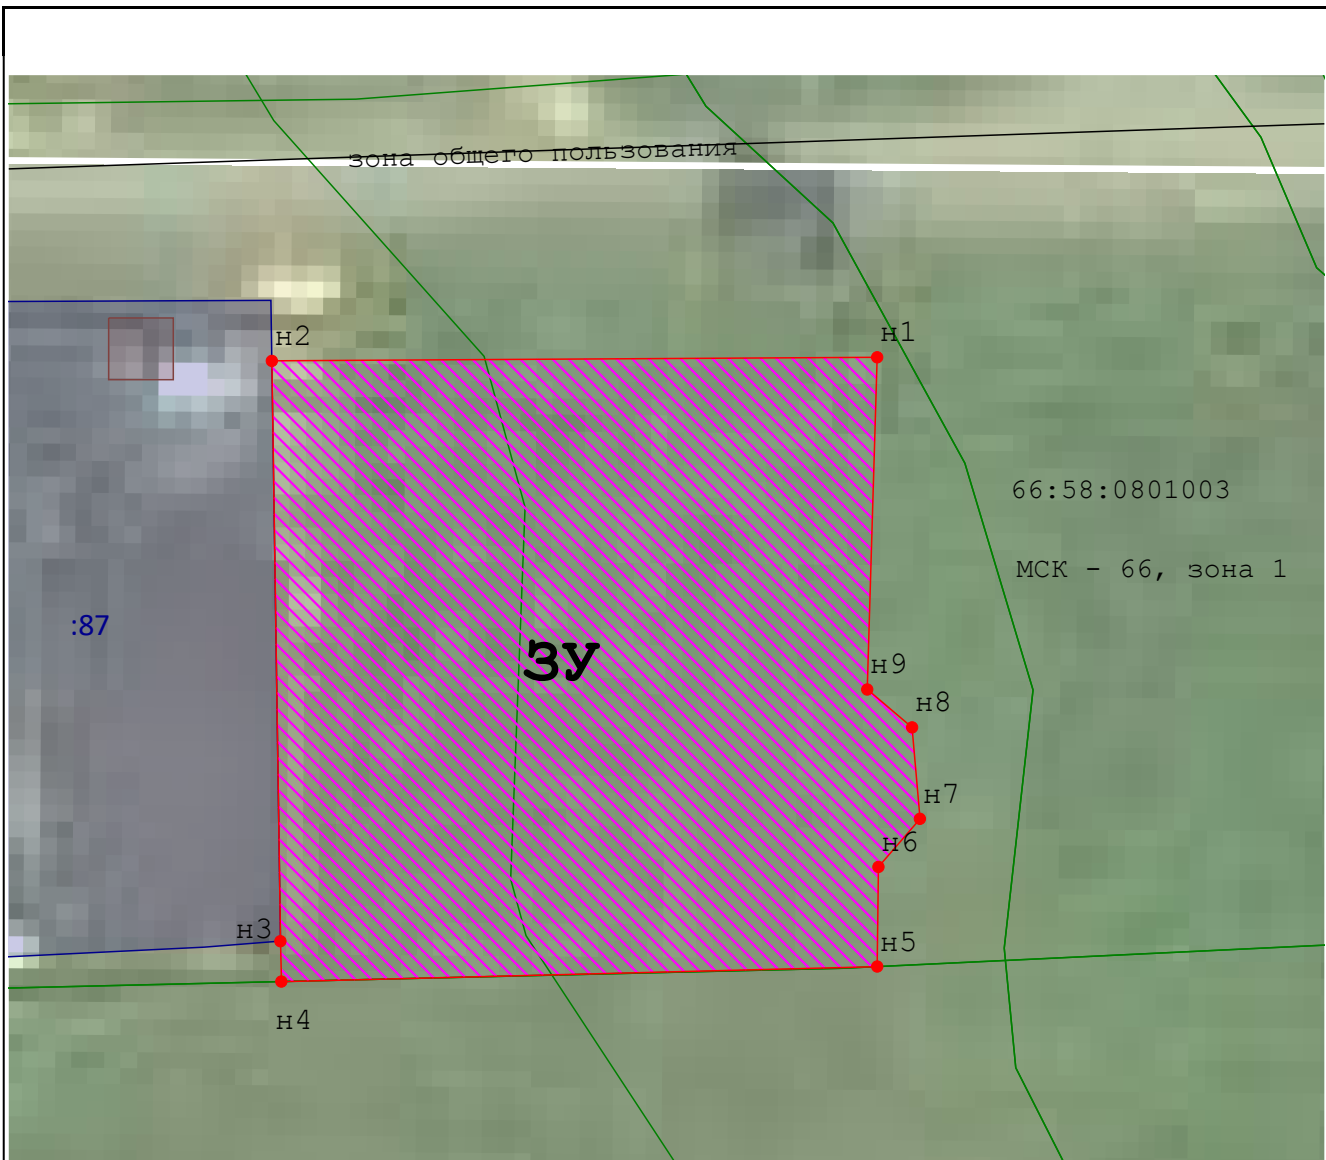 зона общего пользования
н2
н1
66:58:0801003
МСК - 66, зона 1
:87
ЗУ
н9
н8
н7
н6
н3
н5
н4